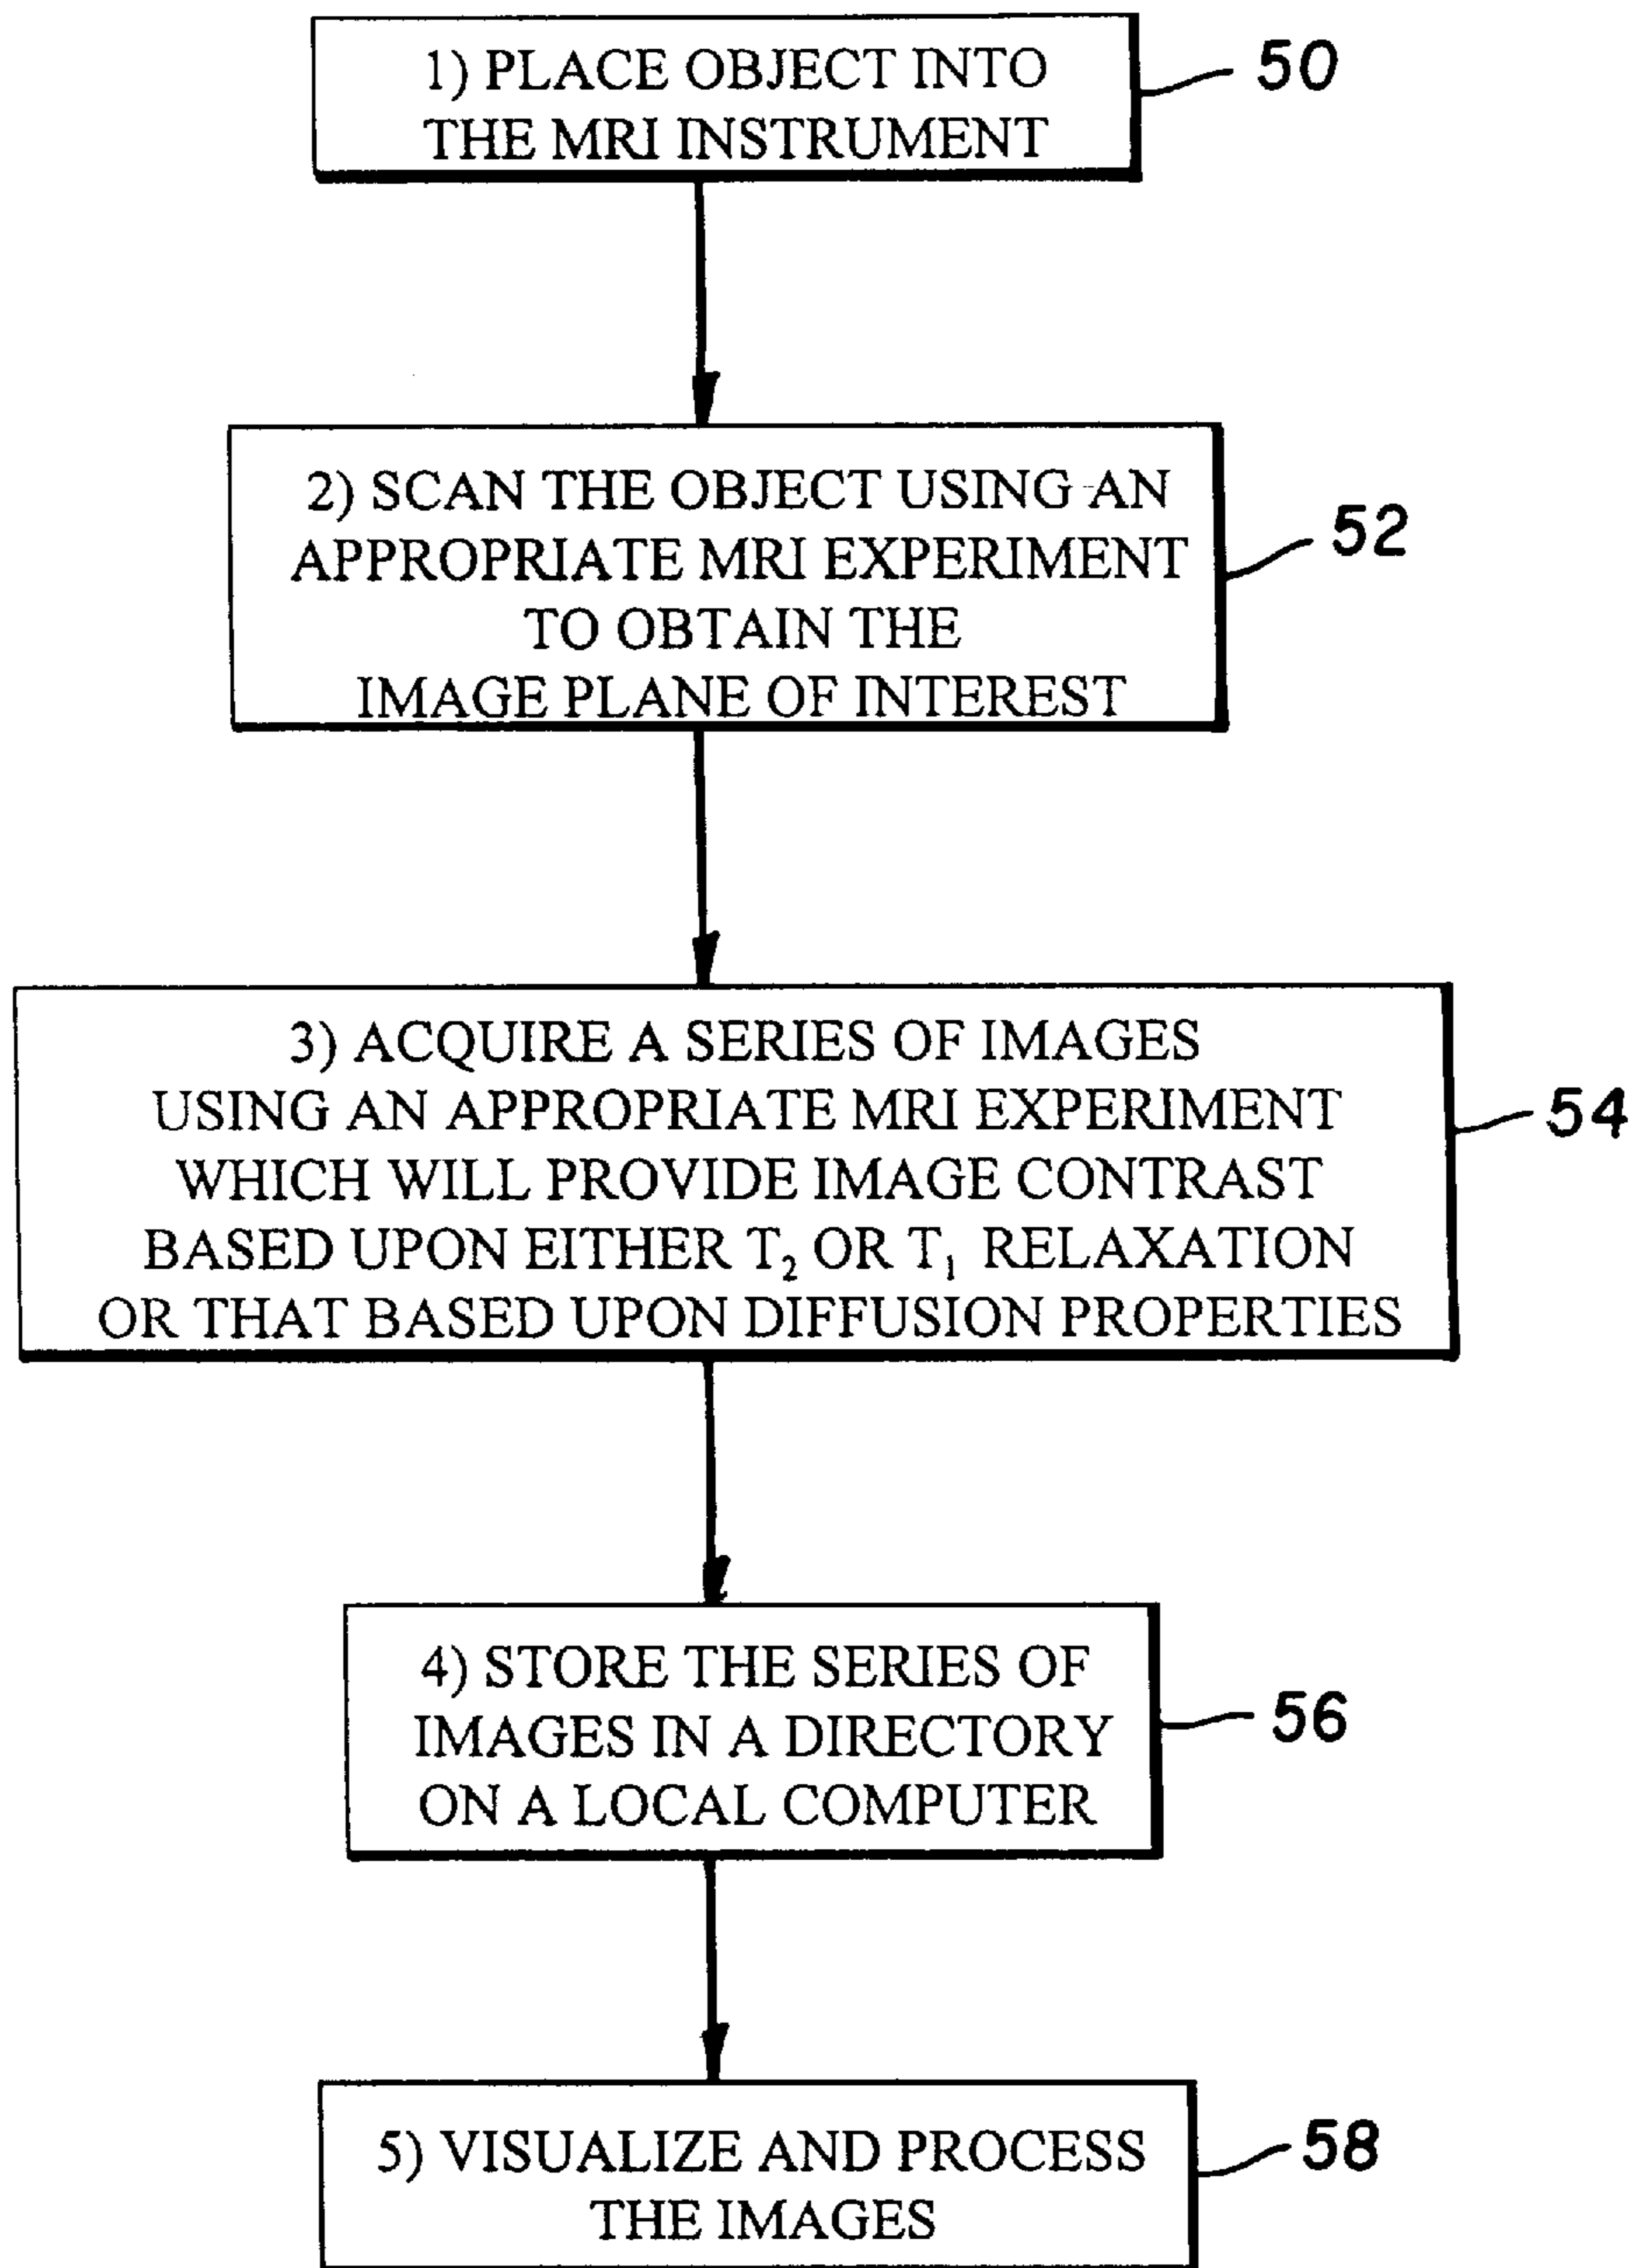 1) PLACE OBJECT INTO
THE MRI INSTRUMENT
50
2) SCAN THE OBJECT USING AN
APPROPRIATE MRI EXPERIMENT
TO OBTAIN THE
IMAGE PLANE OF INTEREST
52
3) ACQUIRE A SERIES OF IMAGES
USING AN APPROPRIATE MRI EXPERIMENT
WHICH WILL PROVIDE IMAGE CONTRAST
BASED UPON EITHER T₂ OR T₁ RELAXATION
OR THAT BASED UPON DIFFUSION PROPERTIES
54
4) STORE THE SERIES OF
IMAGES IN A DIRECTORY
ON A LOCAL COMPUTER
56
5) VISUALIZE AND PROCESS
THE IMAGES
58